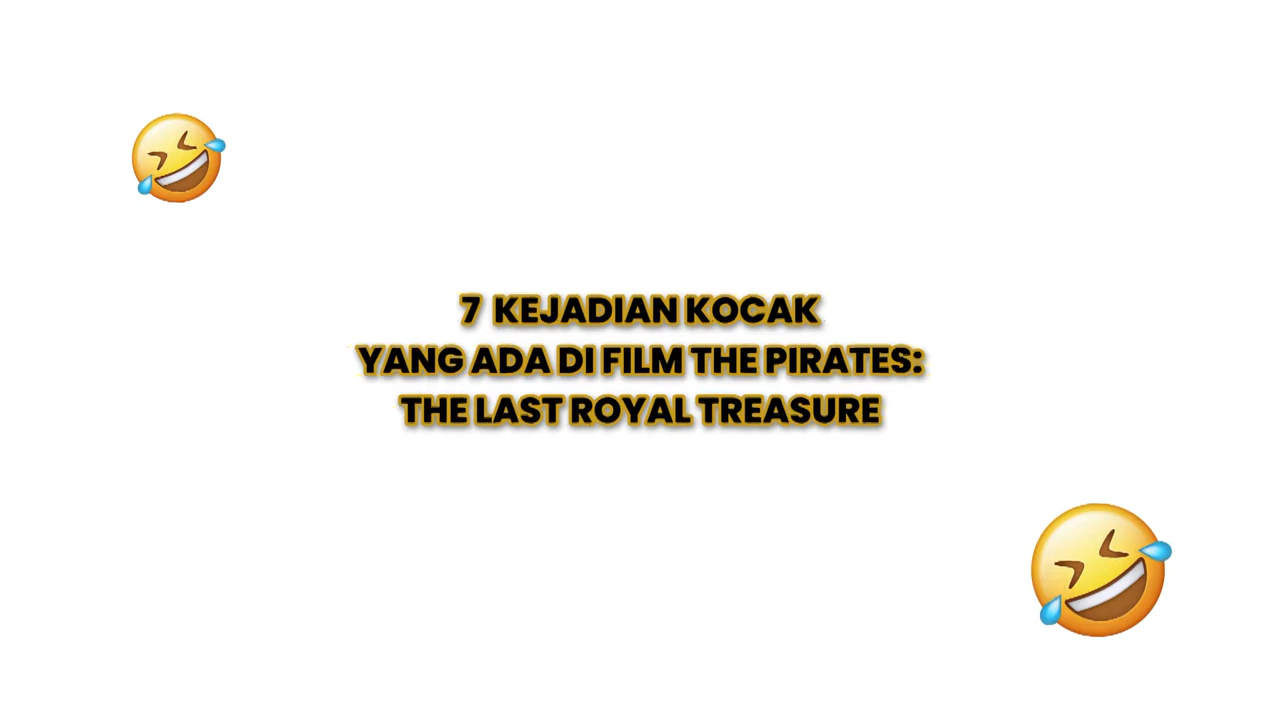 7 KEJADIAN KOCAK
YANG ADA DI FILM THE PIRATES:
THE LAST ROYAL TREASURE